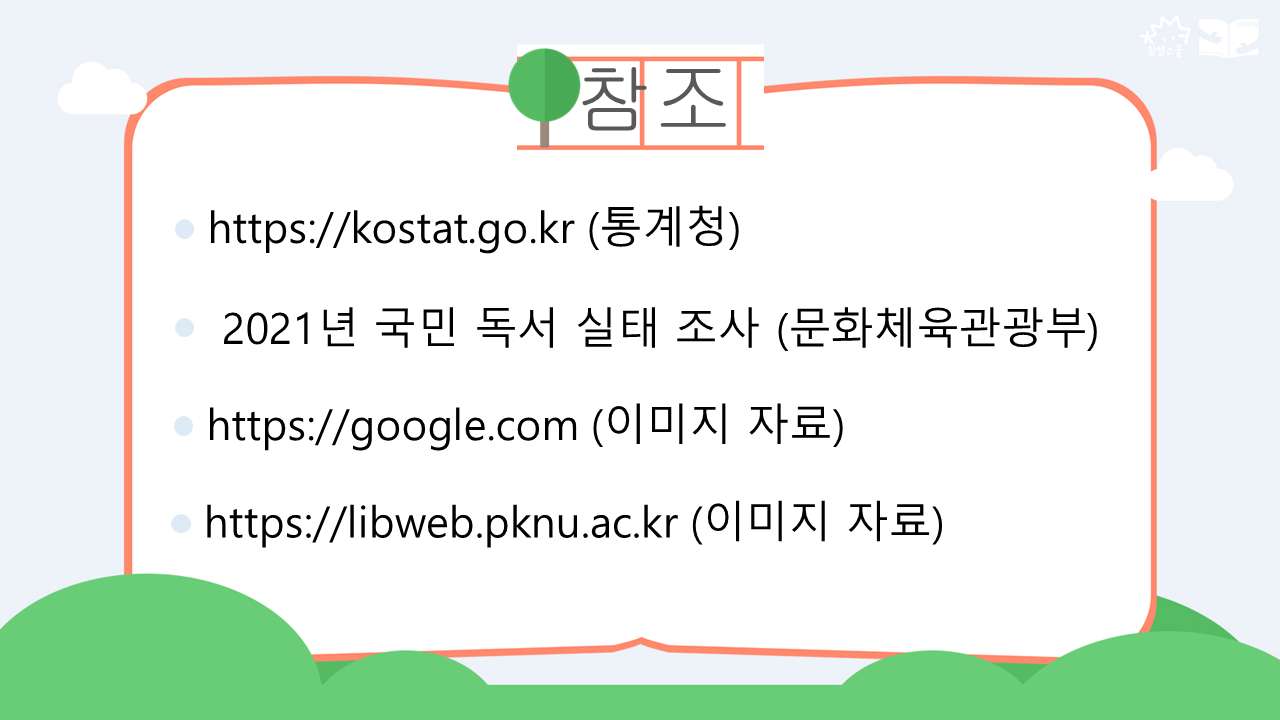 참조
https://kostat.go.kr (통계청)
2021년 국민 독서 실태 조사 (문화체육관광부)
https://google.com (이미지 자료)
https://libweb.pknu.ac.kr (이미지 자료)